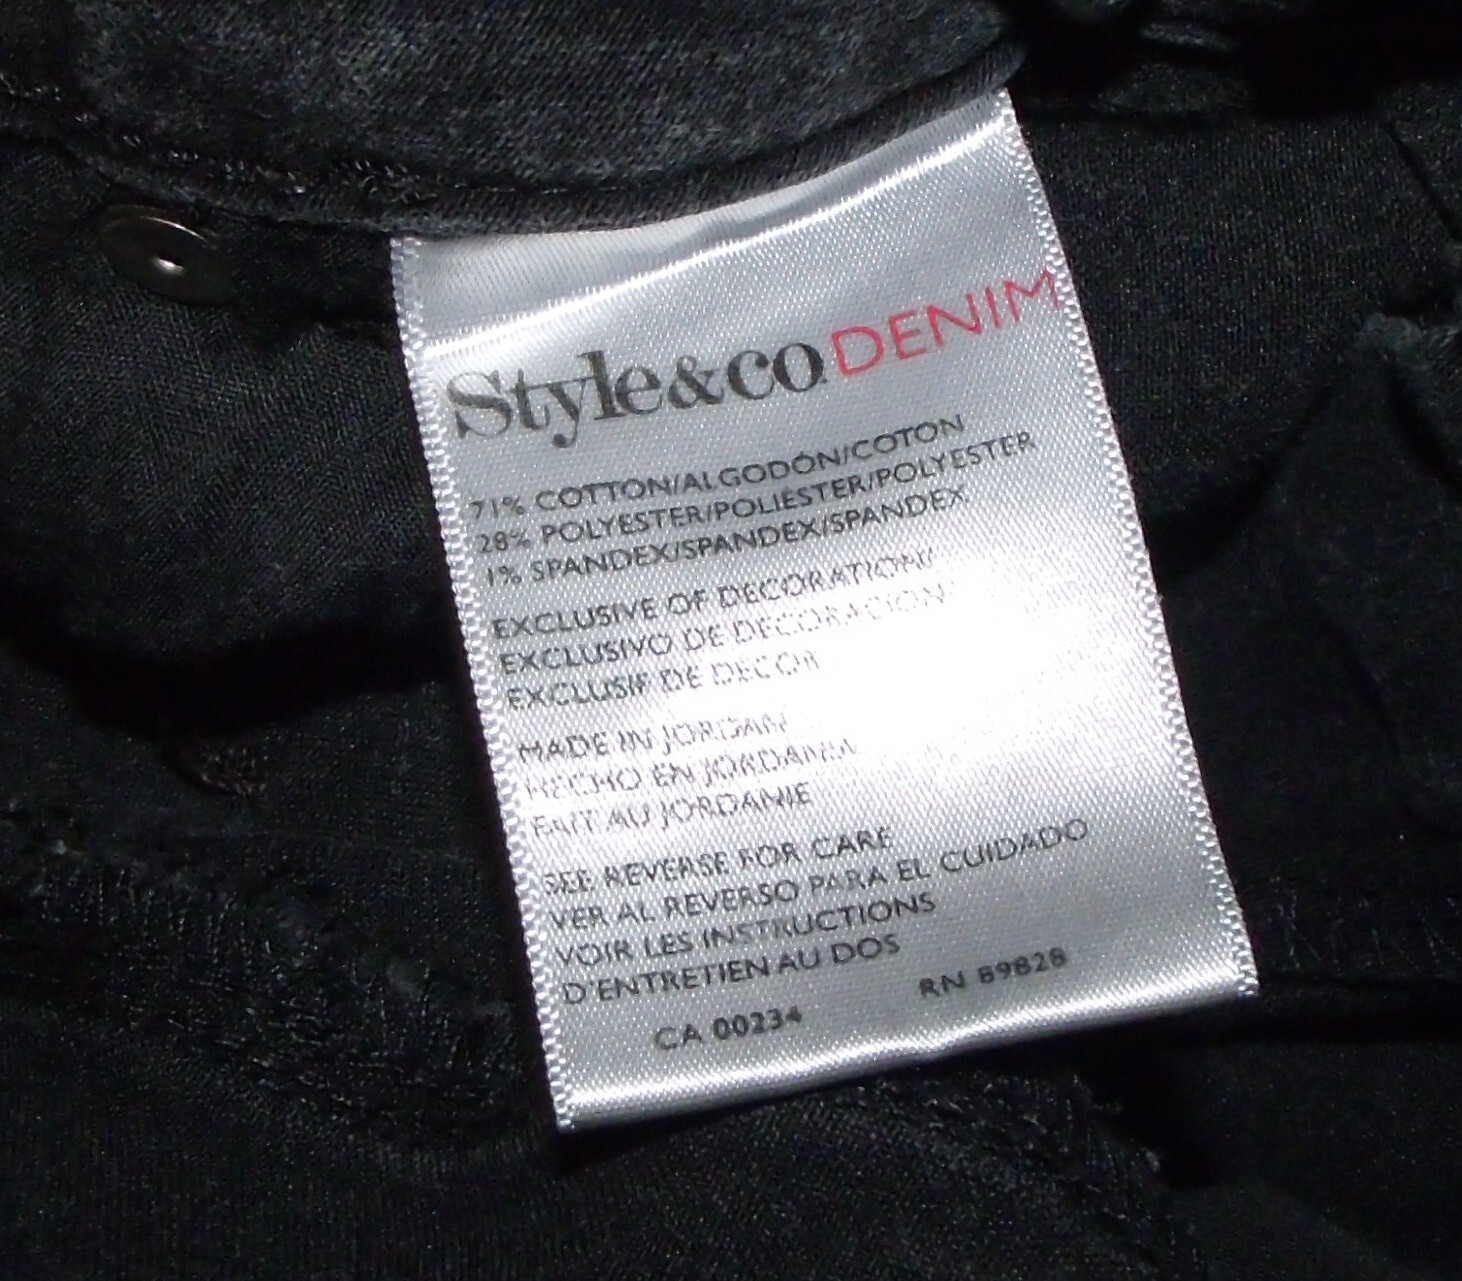 Style&co. DENIM
71% COTTON/ALGODÓN/COTON
28% POLYESTER/POLIESTER/POLYESTER
1% SPANDEX/SPANDEX/SPANDEX
EXCLUSIVE OF DECORATION/
EXCLUSIVO DE DECORACION
EXCLUSIF DE DECOR
MADE IN JORDAN
HECHO EN JORDANIA
FAIT AU JORDANIE
SEE REVERSE FOR CARE
VER AL REVERSO PARA EL CUIDADO
VOIR LES INSTRUCTIONS
D'ENTRETIEN AU DOS
CA 00234 RN 89828